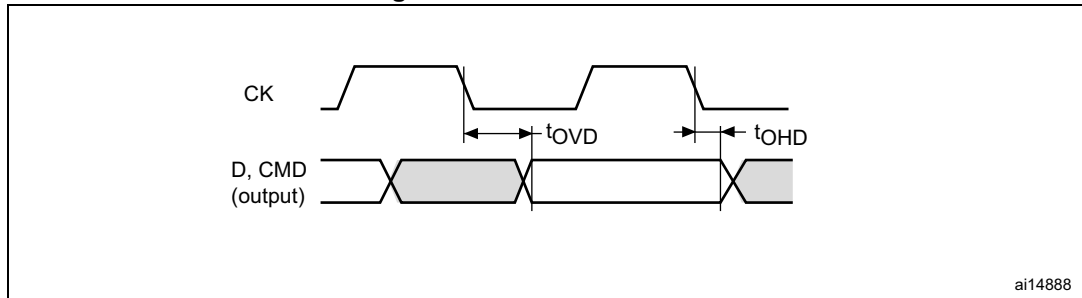 CK
tOVD
tOHD
D, CMD
(output)
ai14888